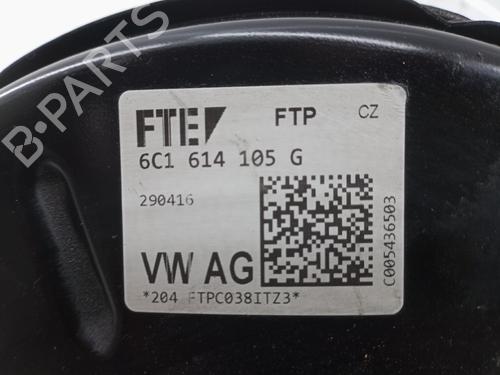 B-PARTS
FTE FTP CZ
6C1 614 105 G
290416
VW AG
*204 FTPC038ITZ3*
C005436503